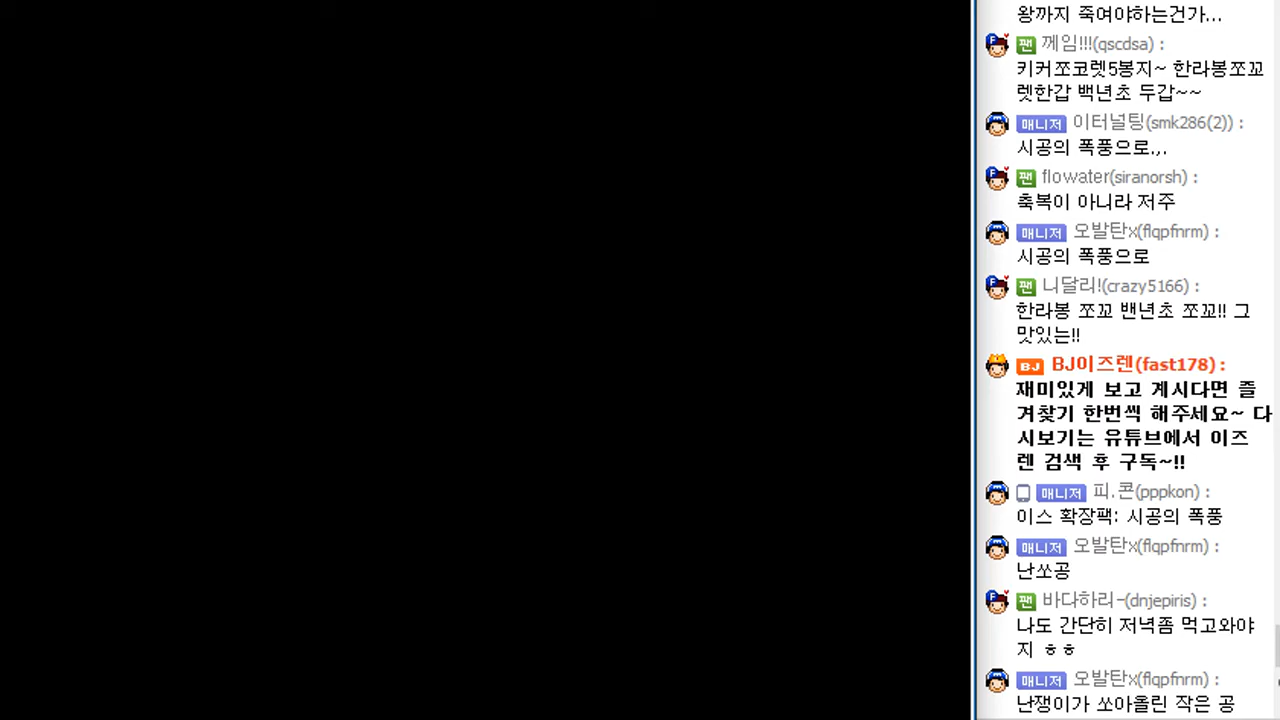 왕까지 죽여야하는건가...
팬 께임!!!(qscdsa) :
키커쪼코렛5봉지~ 한라봉쪼꼬
렛한갑 백년초 두갑~~
매니저 이터널팅(smk286(2)) :
시공의 폭풍으로.,.
팬 flowater(siranorsh) :
축복이 아니라 저주
매니저 오발탄x(flqpfnrm) :
시공의 폭풍으로
팬 니달리!(crazy5166) :
한라봉 쪼꼬 밴년초 쪼꼬!! 그
맛있는!!
BJ BJ이즈렌(fast178) :
재미있게 보고 계시다면 즐
겨찾기 한번씩 해주세요~ 다
시보기는 유튜브에서 이즈
렌 검색 후 구독~!!
매니저 피.콘(pppkon) :
이스 확장팩: 시공의 폭풍
매니저 오발탄x(flqpfnrm) :
난쏘공
팬 바다하리-(dnjepiris) :
나도 간단히 저녁좀 먹고와야
지 ㅎㅎ
매니저 오발탄x(flqpfnrm) :
난쟁이가 쏘아올린 작은 공